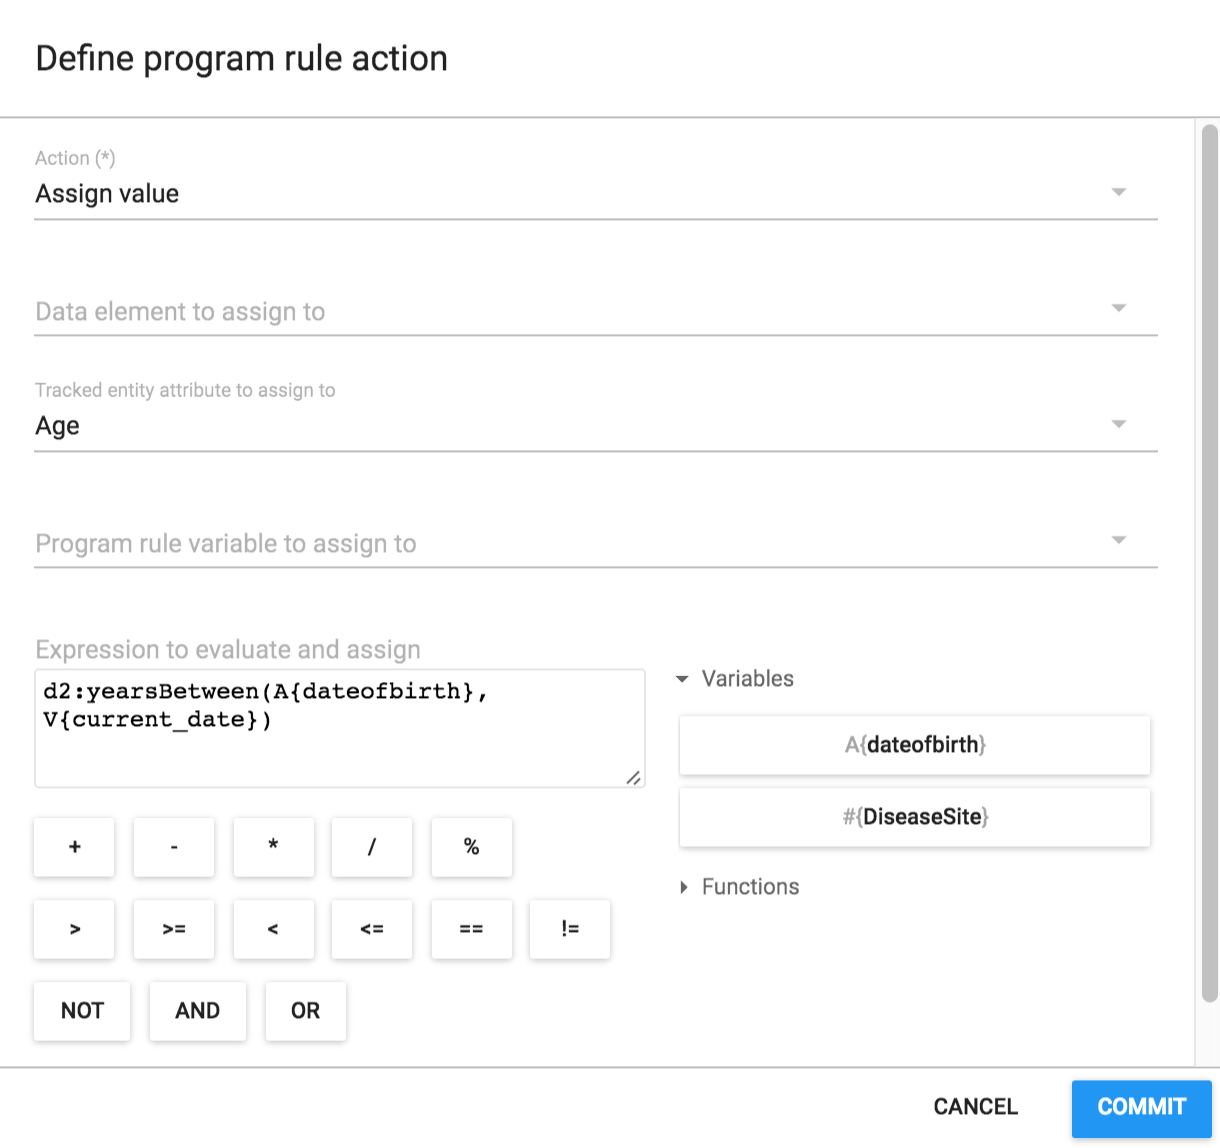 Define program rule action
Action (*)
Assign value
Data element to assign to
Tracked entity attribute to assign to
Age
Program rule variable to assign to
Expression to evaluate and assign
d2:yearsBetween(A{dateofbirth},
V{current_date})
Variables
A{dateofbirth}
#{DiseaseSite}
Functions
+ - * / %
> >= < <= == !=
NOT AND OR
CANCEL COMMIT